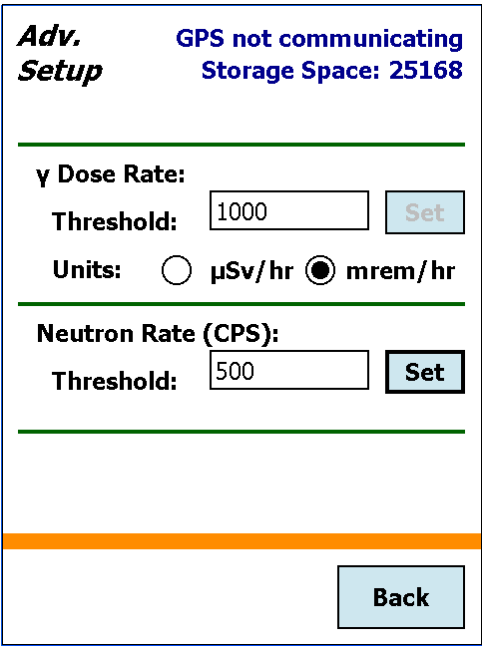 Adv. Setup
GPS not communicating
Storage Space: 25168
γ Dose Rate:
Threshold: 1000 Set
Units: µSv/hr mrem/hr
Neutron Rate (CPS):
Threshold: 500 Set
Back